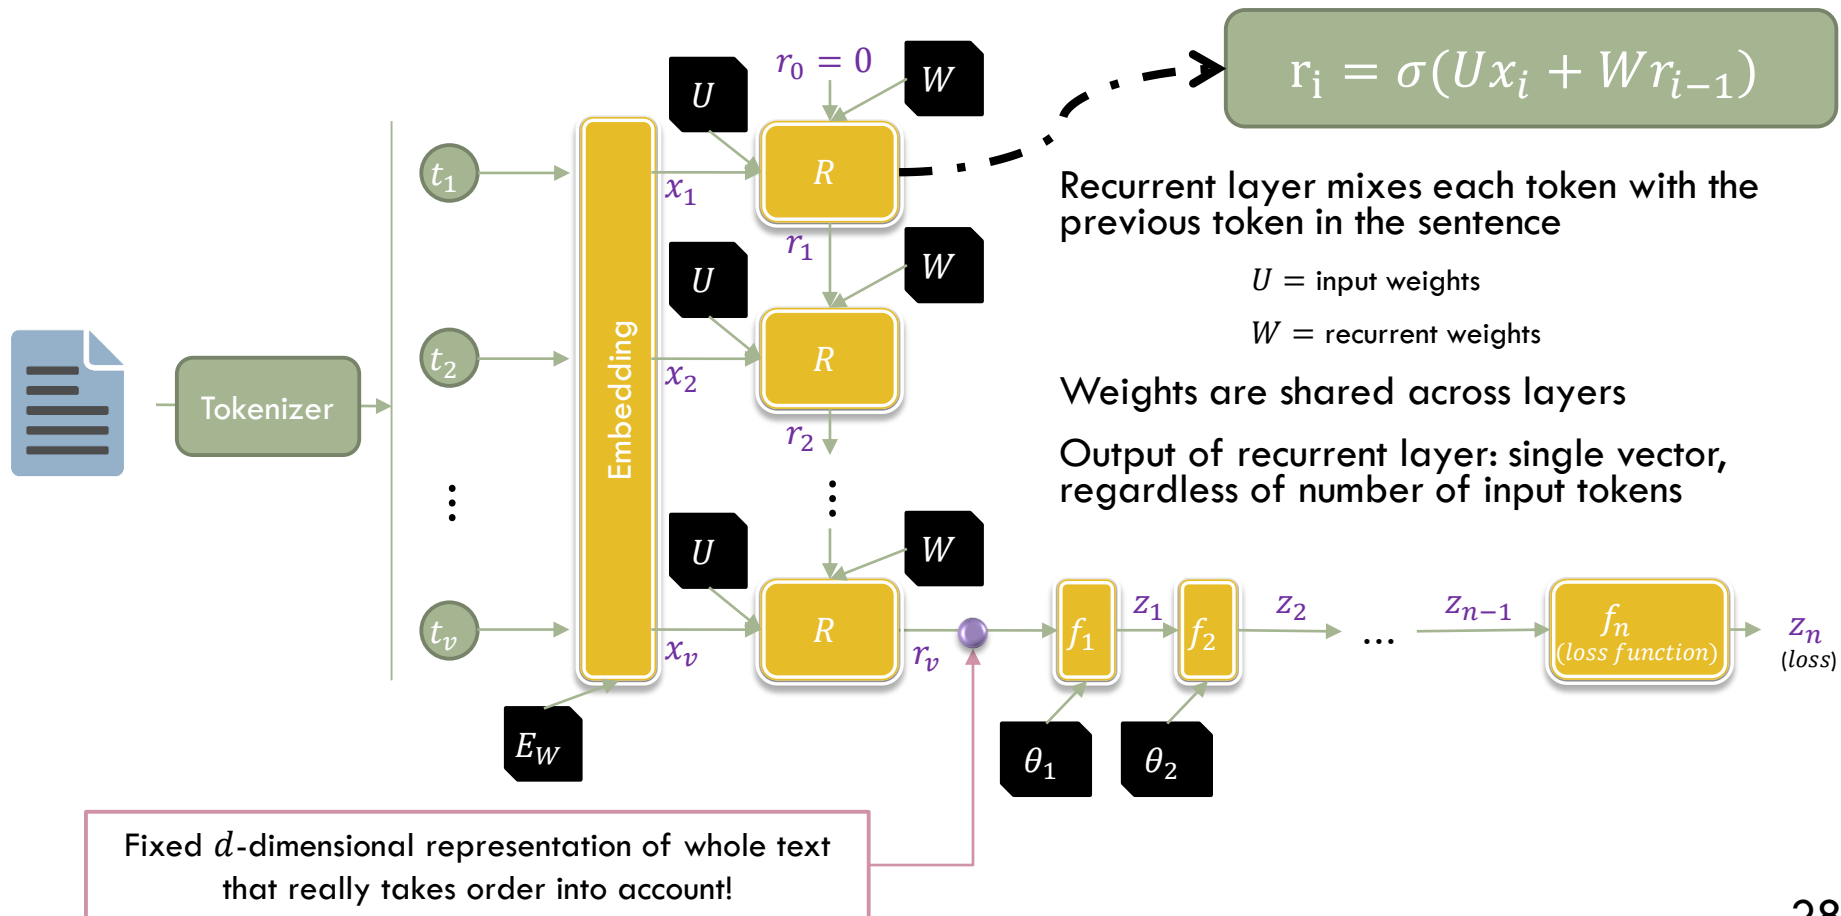 r₀ = 0
U
W
rᵢ = σ(Uxᵢ + Wrᵢ₋₁)
t₁
x₁
R
Recurrent layer mixes each token with the
previous token in the sentence
r₁
U
W
U = input weights
W = recurrent weights
t₂
x₂
R
Tokenizer
Embedding
Weights are shared across layers
r₂
Output of recurrent layer: single vector,
regardless of number of input tokens
⋮
⋮
U
W
tᵥ
xᵥ
R
rᵥ
f₁
z₁
f₂
z₂
...
zₙ₋₁
fₙ
(loss function)
zₙ
(loss)
E_W
θ₁
θ₂
Fixed d-dimensional representation of whole text
that really takes order into account!
28